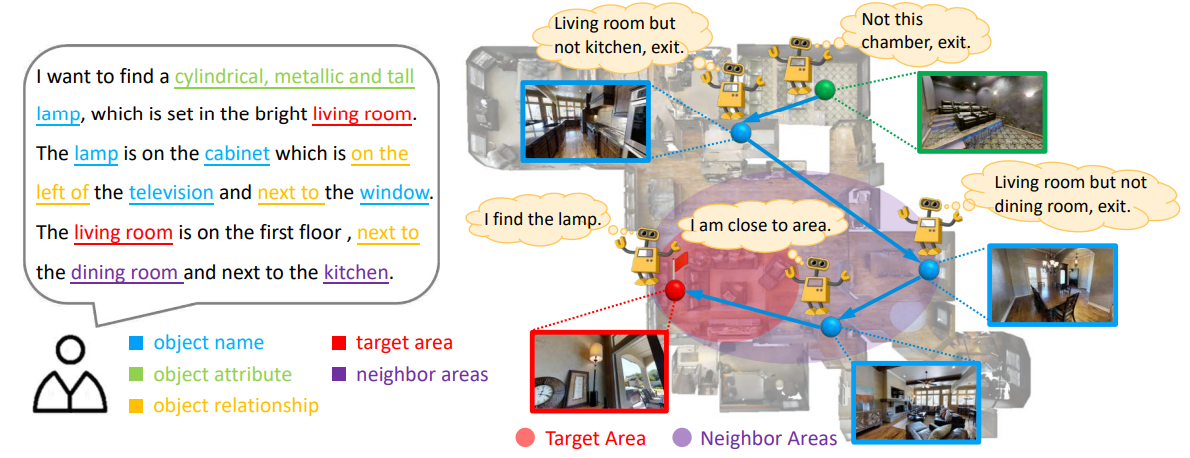 I want to find a cylindrical, metallic and tall
lamp, which is set in the bright living room.
The lamp is on the cabinet which is on the
left of the television and next to the window.
The living room is on the first floor , next to
the dining room and next to the kitchen.
object name
target area
object attribute
neighbor areas
object relationship
Living room but
not kitchen, exit.
Not this
chamber, exit.
Living room but not
dining room, exit.
I find the lamp.
I am close to area.
Target Area
Neighbor Areas